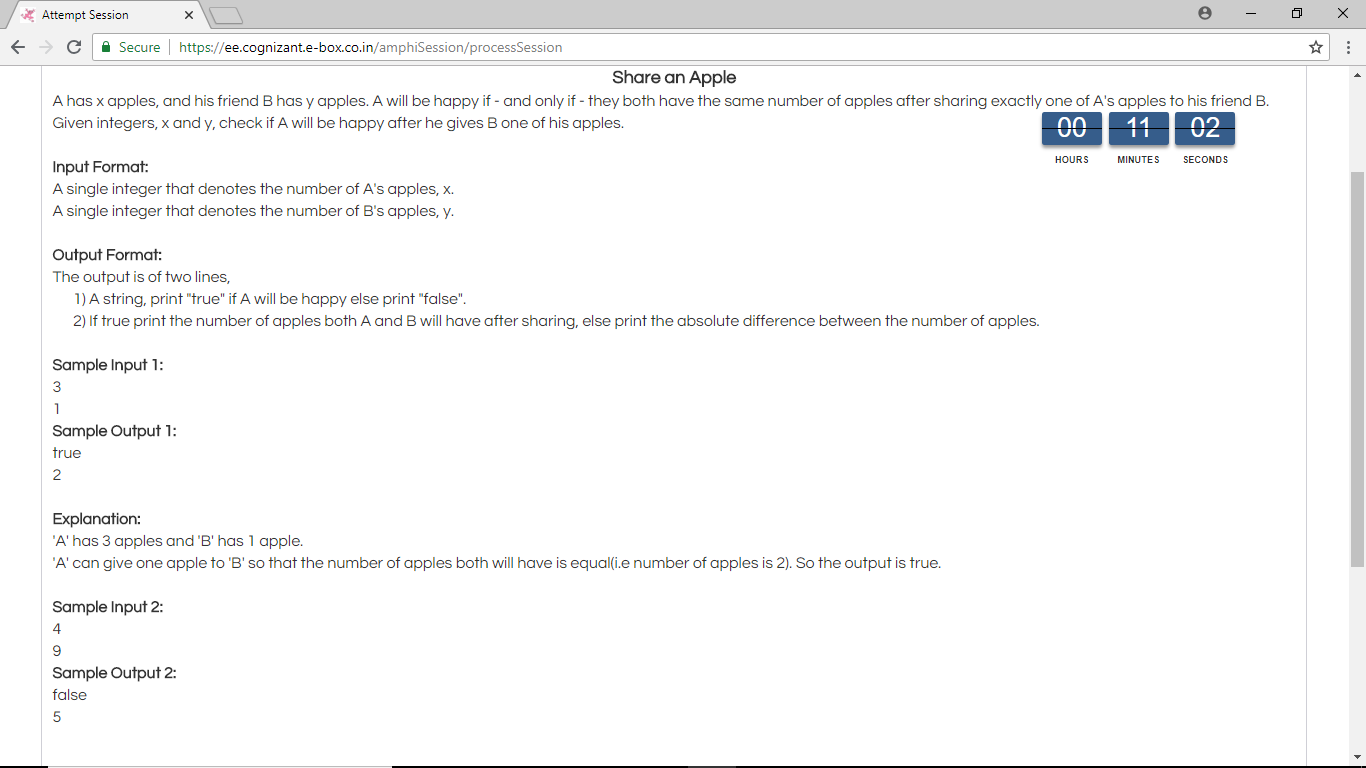 Attempt Session
Secure https://ee.cognizant.e-box.co.in/amphiSession/processSession
Share an Apple
A has x apples, and his friend B has y apples. A will be happy if - and only if - they both have the same number of apples after sharing exactly one of A's apples to his friend B.
Given integers, x and y, check if A will be happy after he gives B one of his apples.
00 11 02
HOURS MINUTES SECONDS
Input Format:
A single integer that denotes the number of A's apples, x.
A single integer that denotes the number of B's apples, y.
Output Format:
The output is of two lines,
1) A string, print "true" if A will be happy else print "false".
2) If true print the number of apples both A and B will have after sharing, else print the absolute difference between the number of apples.
Sample Input 1:
3
1
Sample Output 1:
true
2
Explanation:
'A' has 3 apples and 'B' has 1 apple.
'A' can give one apple to 'B' so that the number of apples both will have is equal(i.e number of apples is 2). So the output is true.
Sample Input 2:
4
9
Sample Output 2:
false
5